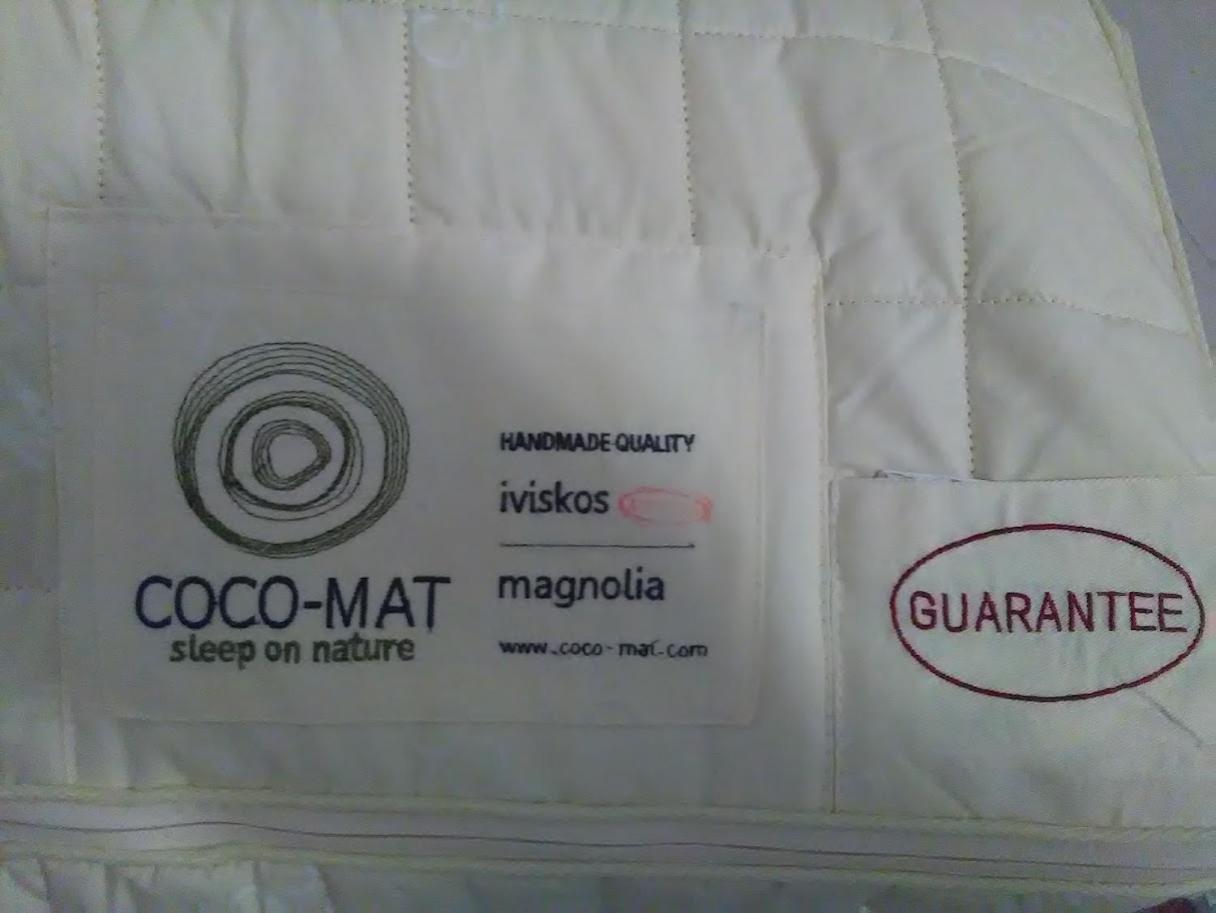 COCO-MAT
sleep on nature
HANDMADE QUALITY
iviskos
magnolia
www.coco-mat.com
GUARANTEE